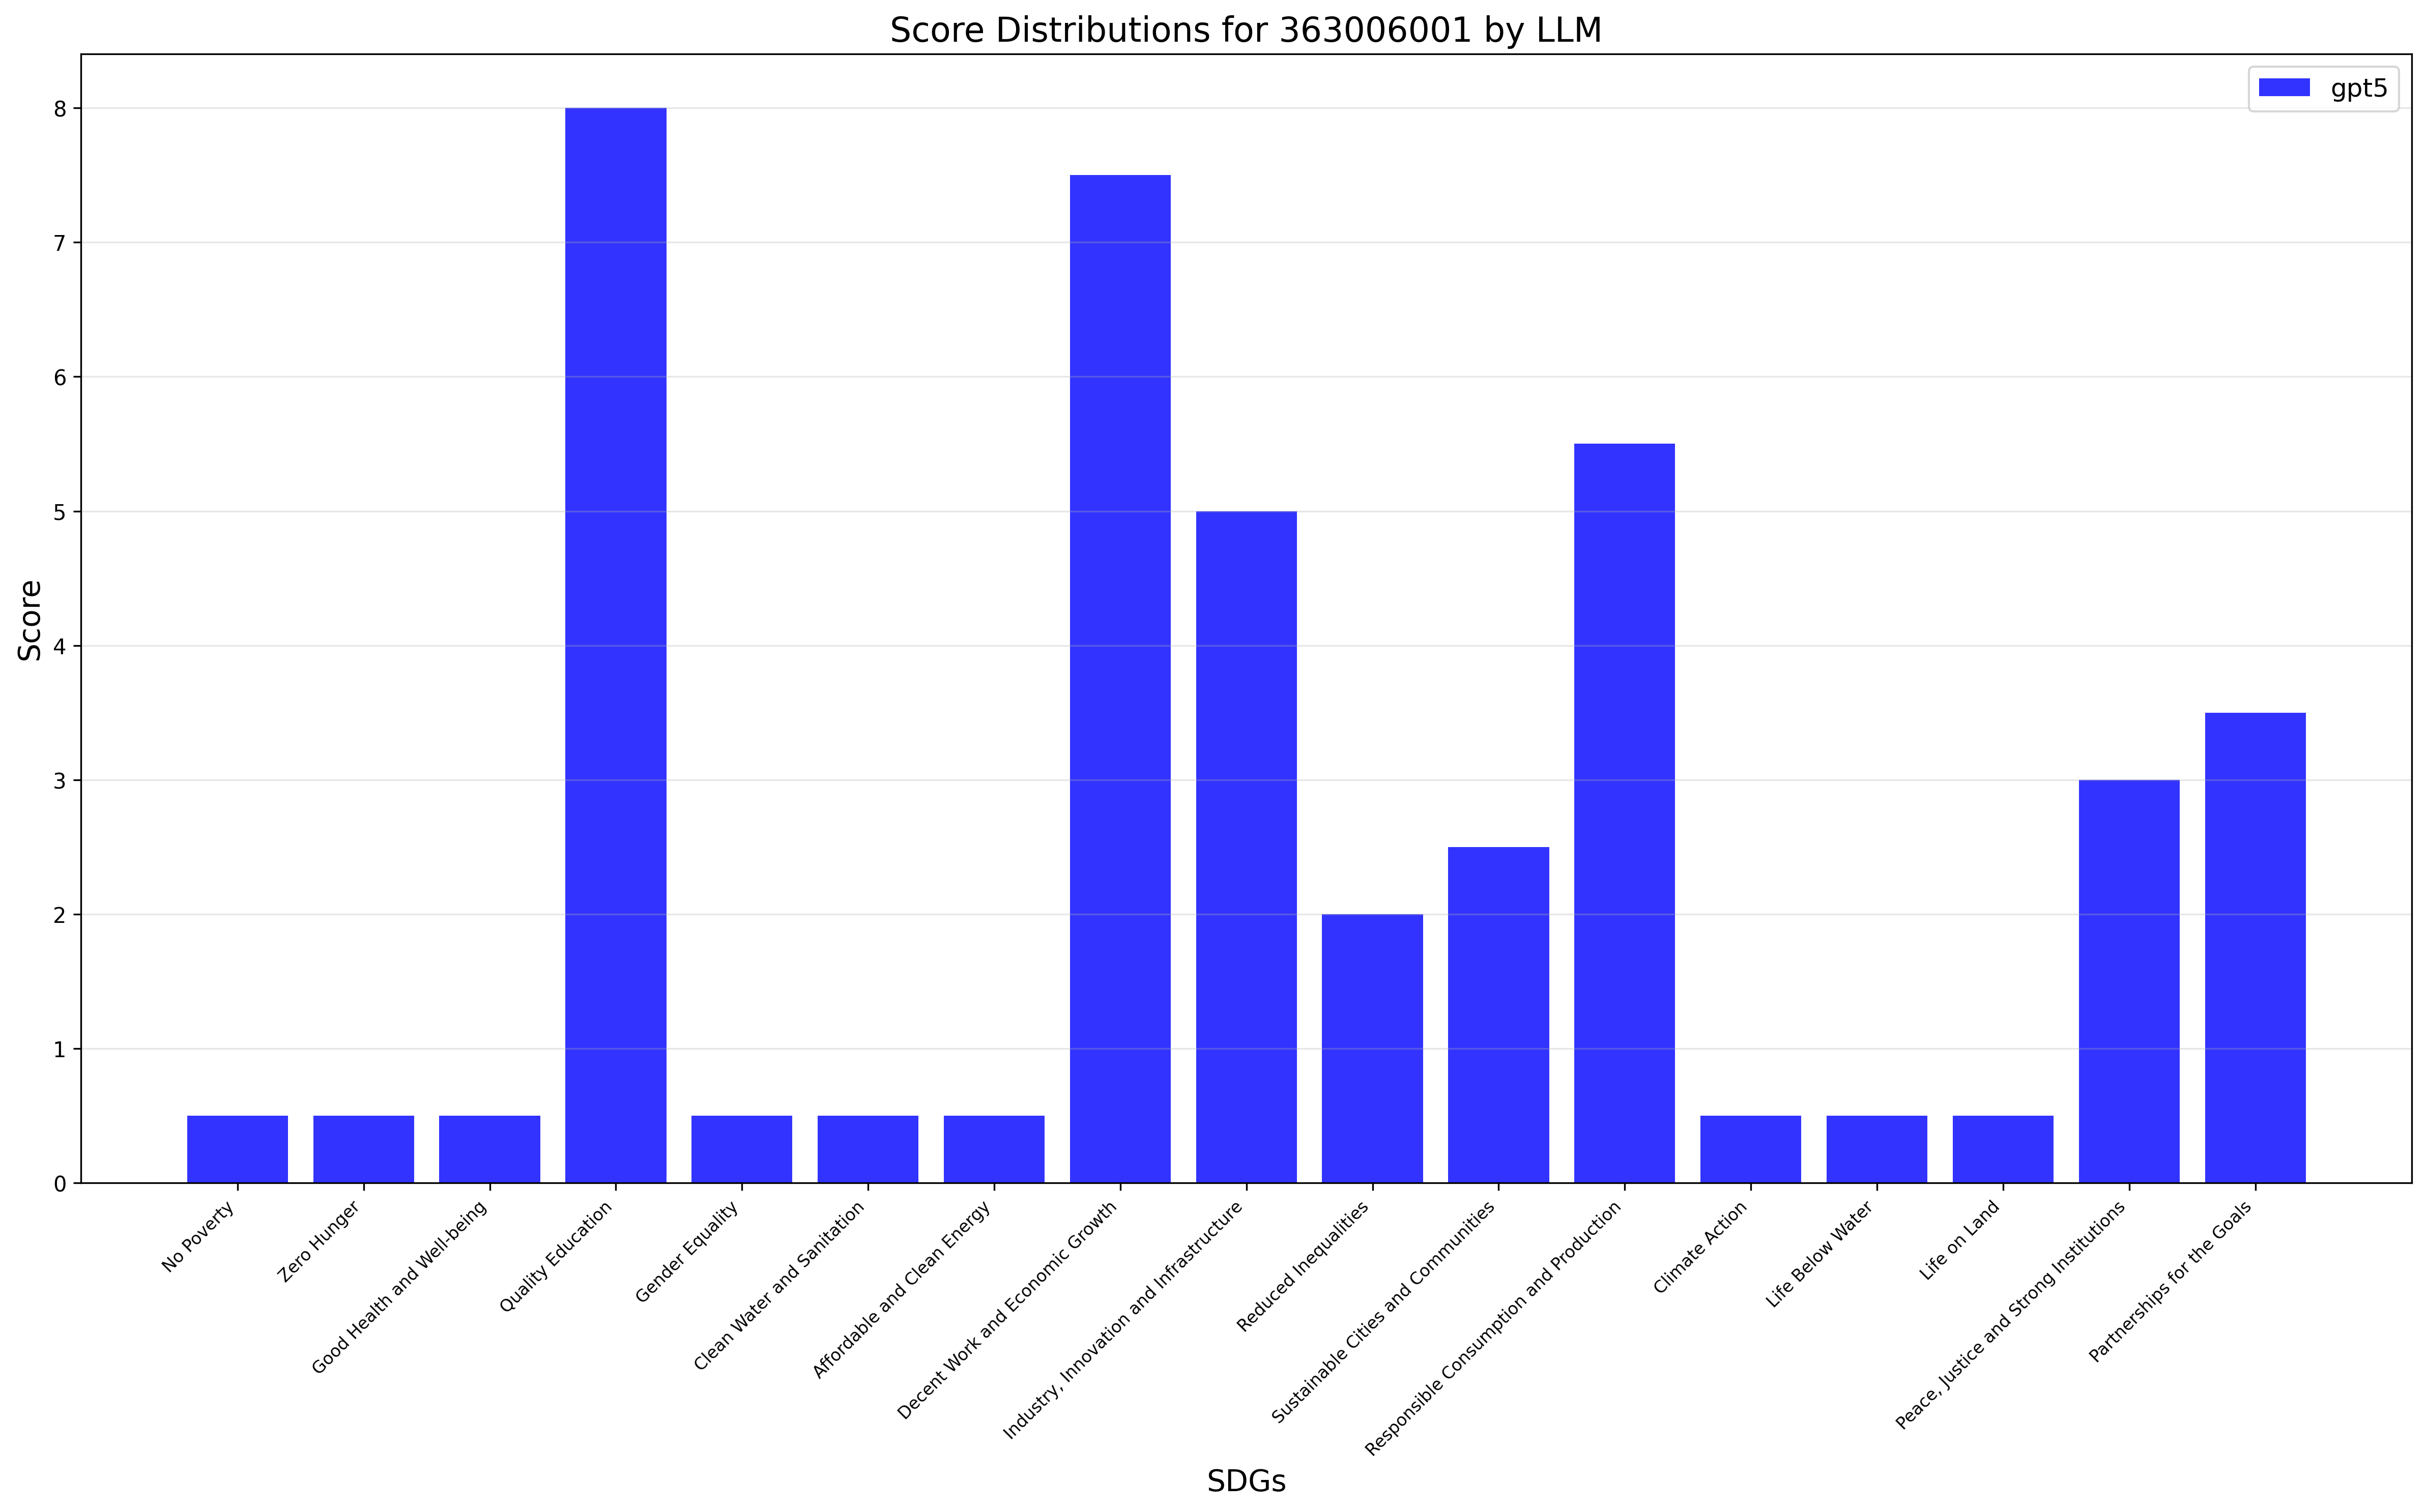 Score Distributions for 363006001 by LLM
gpt5
Score
8
7
6
5
4
3
2
1
0
No Poverty
Zero Hunger
Good Health and Well-being
Quality Education
Gender Equality
Clean Water and Sanitation
Affordable and Clean Energy
Decent Work and Economic Growth
Industry, Innovation and Infrastructure
Reduced Inequalities
Sustainable Cities and Communities
Responsible Consumption and Production
Climate Action
Life Below Water
Life on Land
Peace, Justice and Strong Institutions
Partnerships for the Goals
SDGs